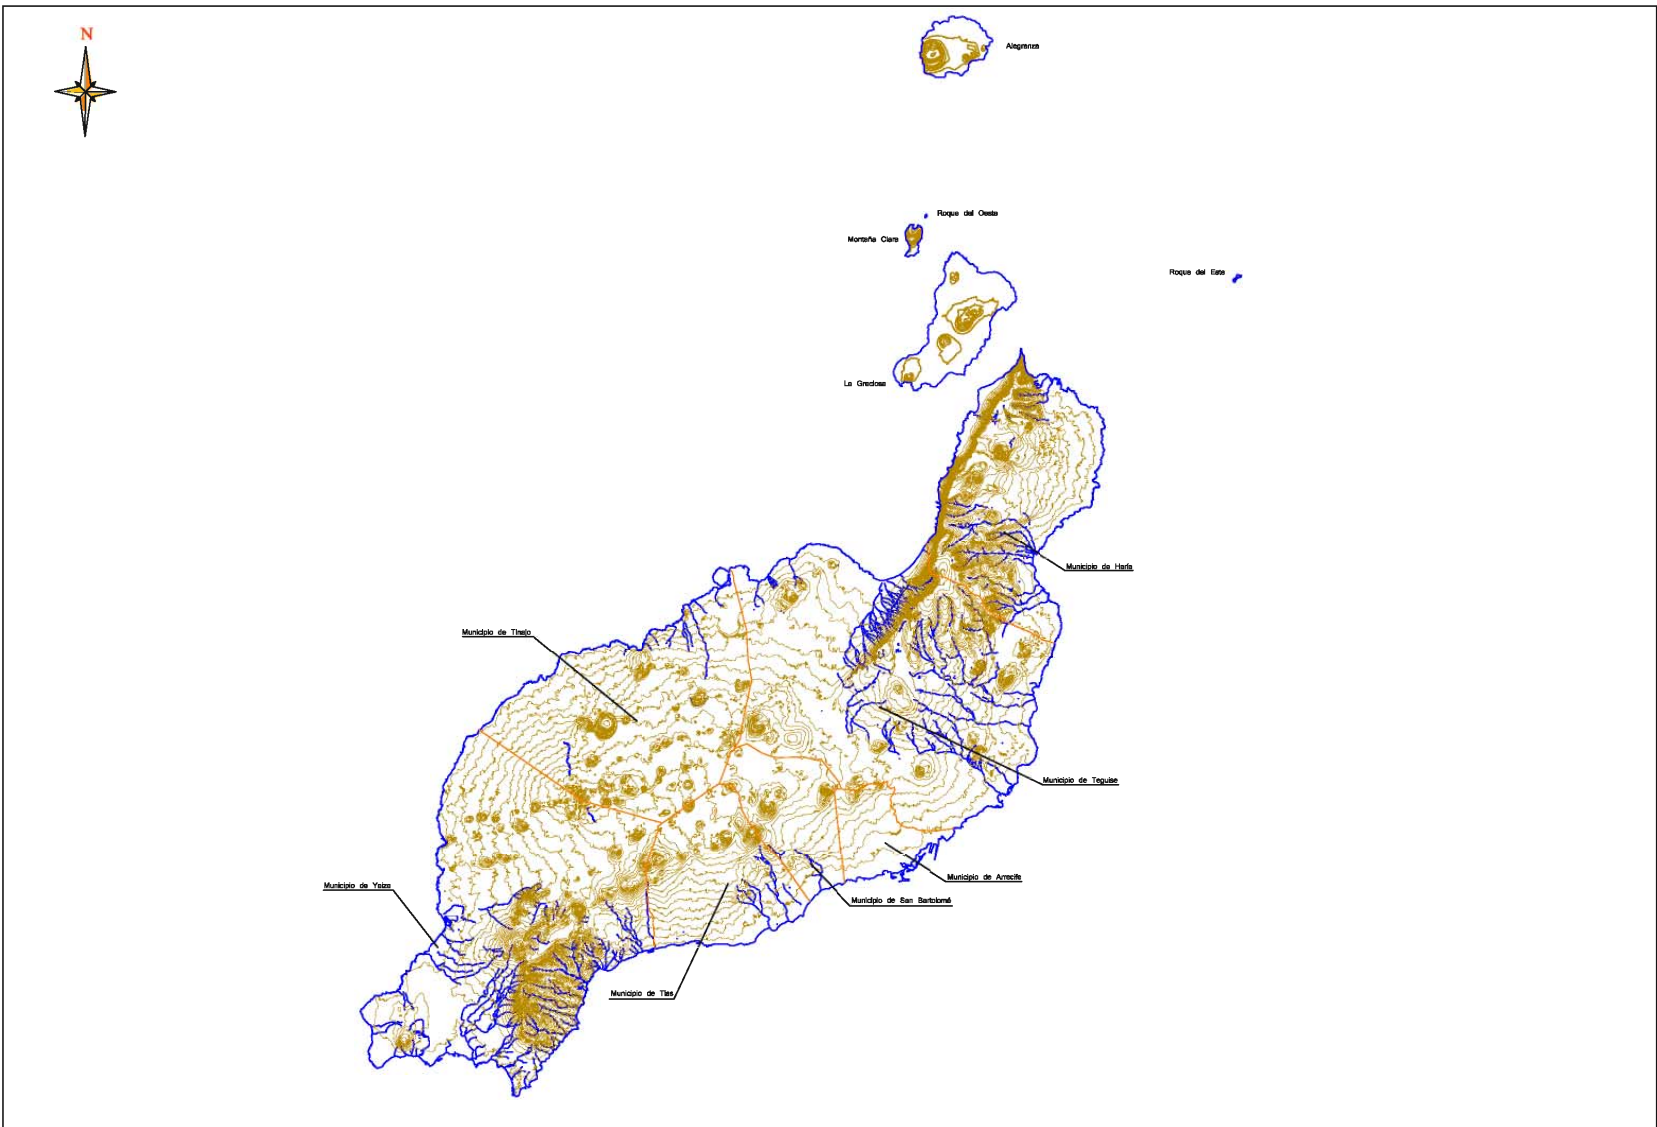 N
Alegranza
Roque del Oeste
Montaña Clara
Roque del Este
La Graciosa
Municipio de Haría
Municipio de Tinajo
Municipio de Teguise
Municipio de Arrecife
Municipio de Yaiza
Municipio de San Bartolomé
Municipio de Tías